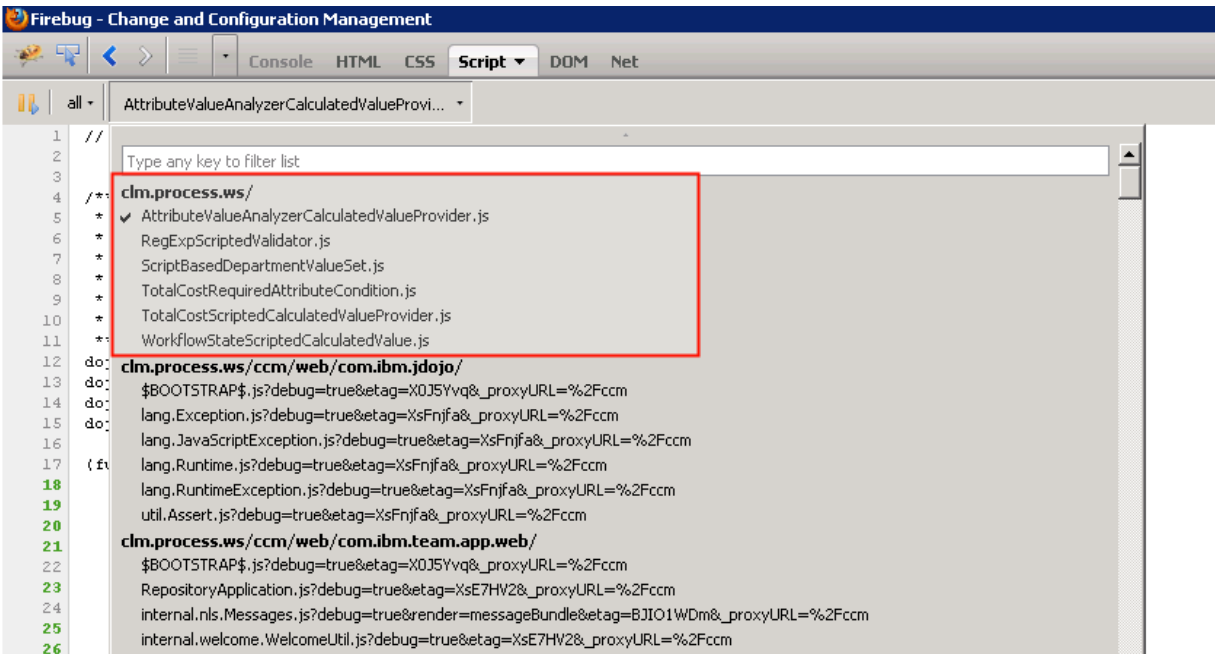 Firebug - Change and Configuration Management
Console HTML CSS Script DOM Net
all AttributeValueAnalyzerCalculatedValueProvi...
1 //
2 Type any key to filter list
3
4 /** clm.process.ws/
5 * AttributeValueAnalyzerCalculatedValueProvider.js
6 * RegExpScriptedValidator.js
7 * ScriptBasedDepartmentValueSet.js
8 *
9 * TotalCostRequiredAttributeCondition.js
10 * TotalCostScriptedCalculatedValueProvider.js
11 ** WorkflowStateScriptedCalculatedValue.js
12 doj clm.process.ws/ccm/web/com.ibm.jdojo/
13 doj $BOOTSTRAP$.js?debug=true&etag=X0J5Yvq&_proxyURL=%2Fccm
14 doj lang.Exception.js?debug=true&etag=XsFnjfa&_proxyURL=%2Fccm
15 doj
16 lang.JavaScriptException.js?debug=true&etag=XsFnjfa&_proxyURL=%2Fccm
17 (fu lang.Runtime.js?debug=true&etag=XsFnjfa&_proxyURL=%2Fccm
18 lang.RuntimeException.js?debug=true&etag=XsFnjfa&_proxyURL=%2Fccm
19
20 util.Assert.js?debug=true&etag=XsFnjfa&_proxyURL=%2Fccm
21 clm.process.ws/ccm/web/com.ibm.team.app.web/
22 $BOOTSTRAP$.js?debug=true&etag=X0J5Yvq&_proxyURL=%2Fccm
23 RepositoryApplication.js?debug=true&etag=XsE7HV2&_proxyURL=%2Fccm
24 internal.nls.Messages.js?debug=true&render=messageBundle&etag=BJIO1WDm&_proxyURL=%2Fccm
25
26 internal.welcome.WelcomeUtil.js?debug=true&etag=XsE7HV2&_proxyURL=%2Fccm